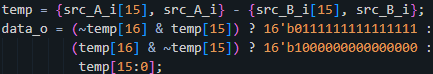 temp = {src_A_i[15], src_A_i} - {src_B_i[15], src_B_i};
data_o = (~temp[16] & temp[15]) ? 16'b0111111111111111 :
(temp[16] & ~temp[15]) ? 16'b1000000000000000 :
temp[15:0];